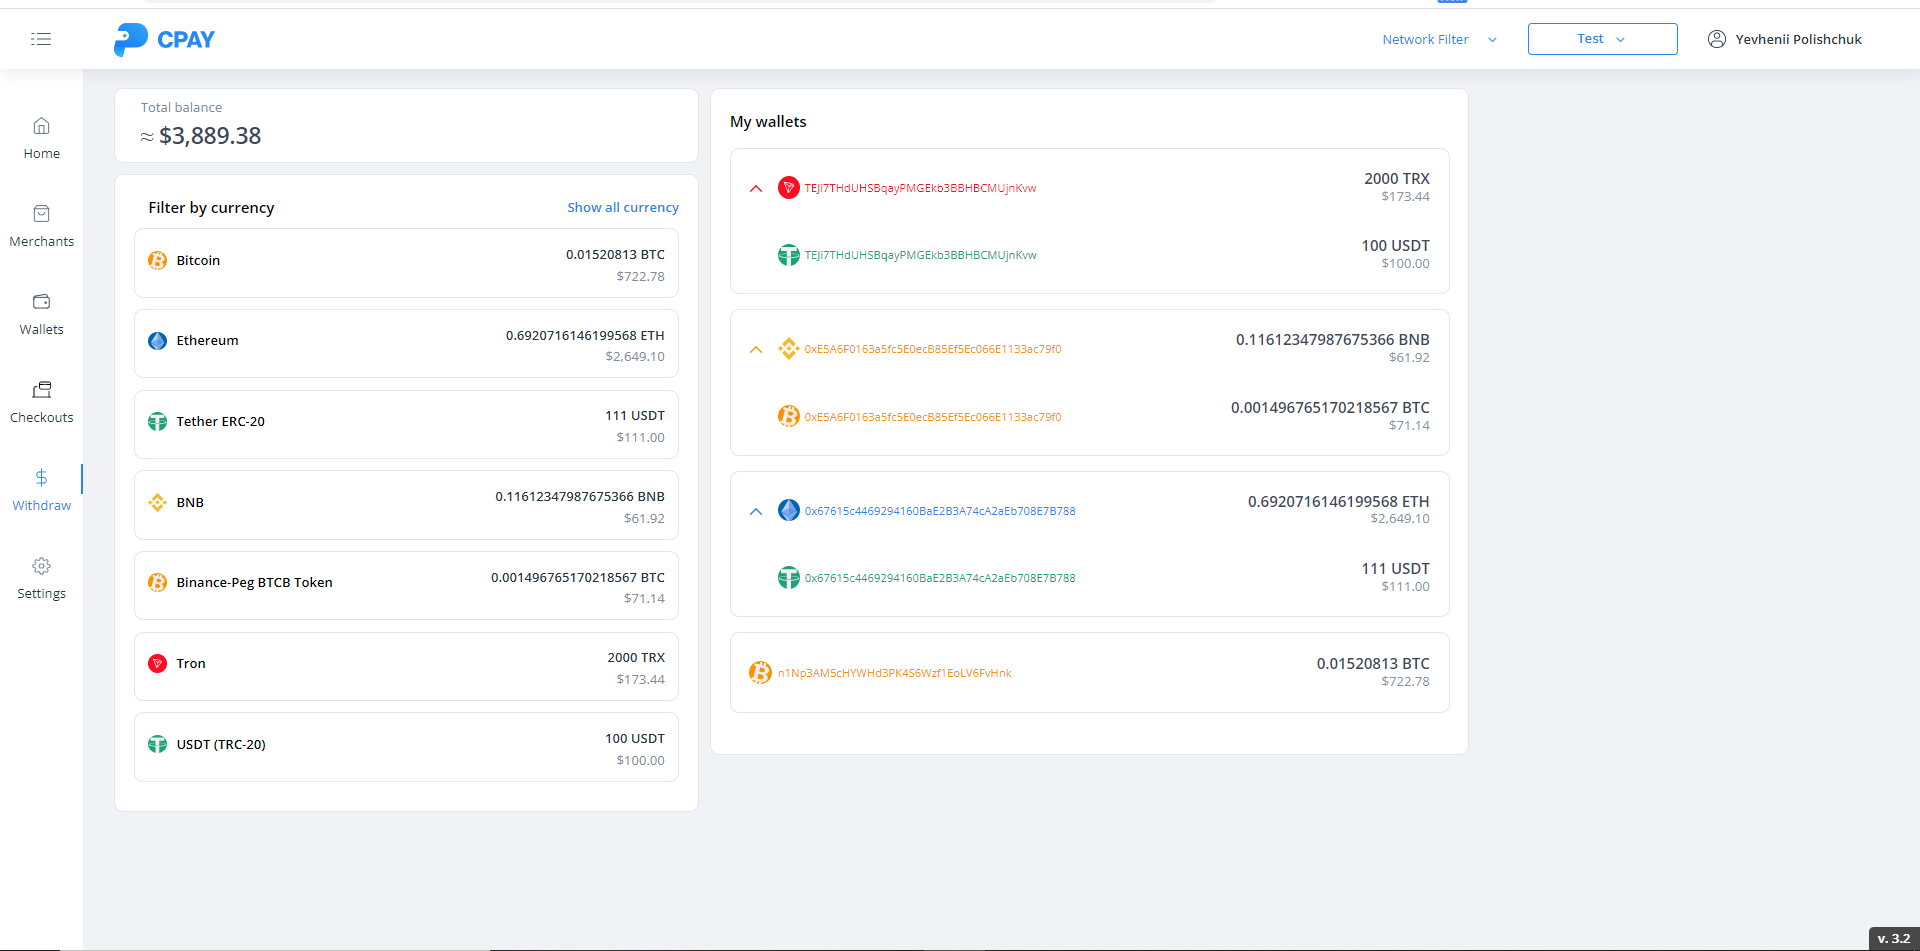 CPAY
Network Filter
Test
Yevhenii Polishchuk
Home
Merchants
Wallets
Checkouts
Withdraw
Settings
Total balance
≈ $3,889.38
Filter by currency
Show all currency
Bitcoin
0.01520813 BTC
$722.78
Ethereum
0.6920716146199568 ETH
$2,649.10
Tether ERC-20
111 USDT
$111.00
BNB
0.11612347987675366 BNB
$61.92
Binance-Peg BTCB Token
0.001496765170218567 BTC
$71.14
Tron
2000 TRX
$173.44
USDT (TRC-20)
100 USDT
$100.00
My wallets
TEJi7THdUHSBqayPMGEkb3BBHBCMUjnKvw
2000 TRX
$173.44
TEJi7THdUHSBqayPMGEkb3BBHBCMUjnKvw
100 USDT
$100.00
0xE5A6F0163a5fc5E0ecB85Ef5Ec066E1133ac79f0
0.11612347987675366 BNB
$61.92
0xE5A6F0163a5fc5E0ecB85Ef5Ec066E1133ac79f0
0.001496765170218567 BTC
$71.14
0x67615c4469294160BaE2B3A74cA2aEb708E7B788
0.6920716146199568 ETH
$2,649.10
0x67615c4469294160BaE2B3A74cA2aEb708E7B788
111 USDT
$111.00
n1Np3AM5cHYWHd3PK4S6Wzf1EoLV6FvHnk
0.01520813 BTC
$722.78
v. 3.2